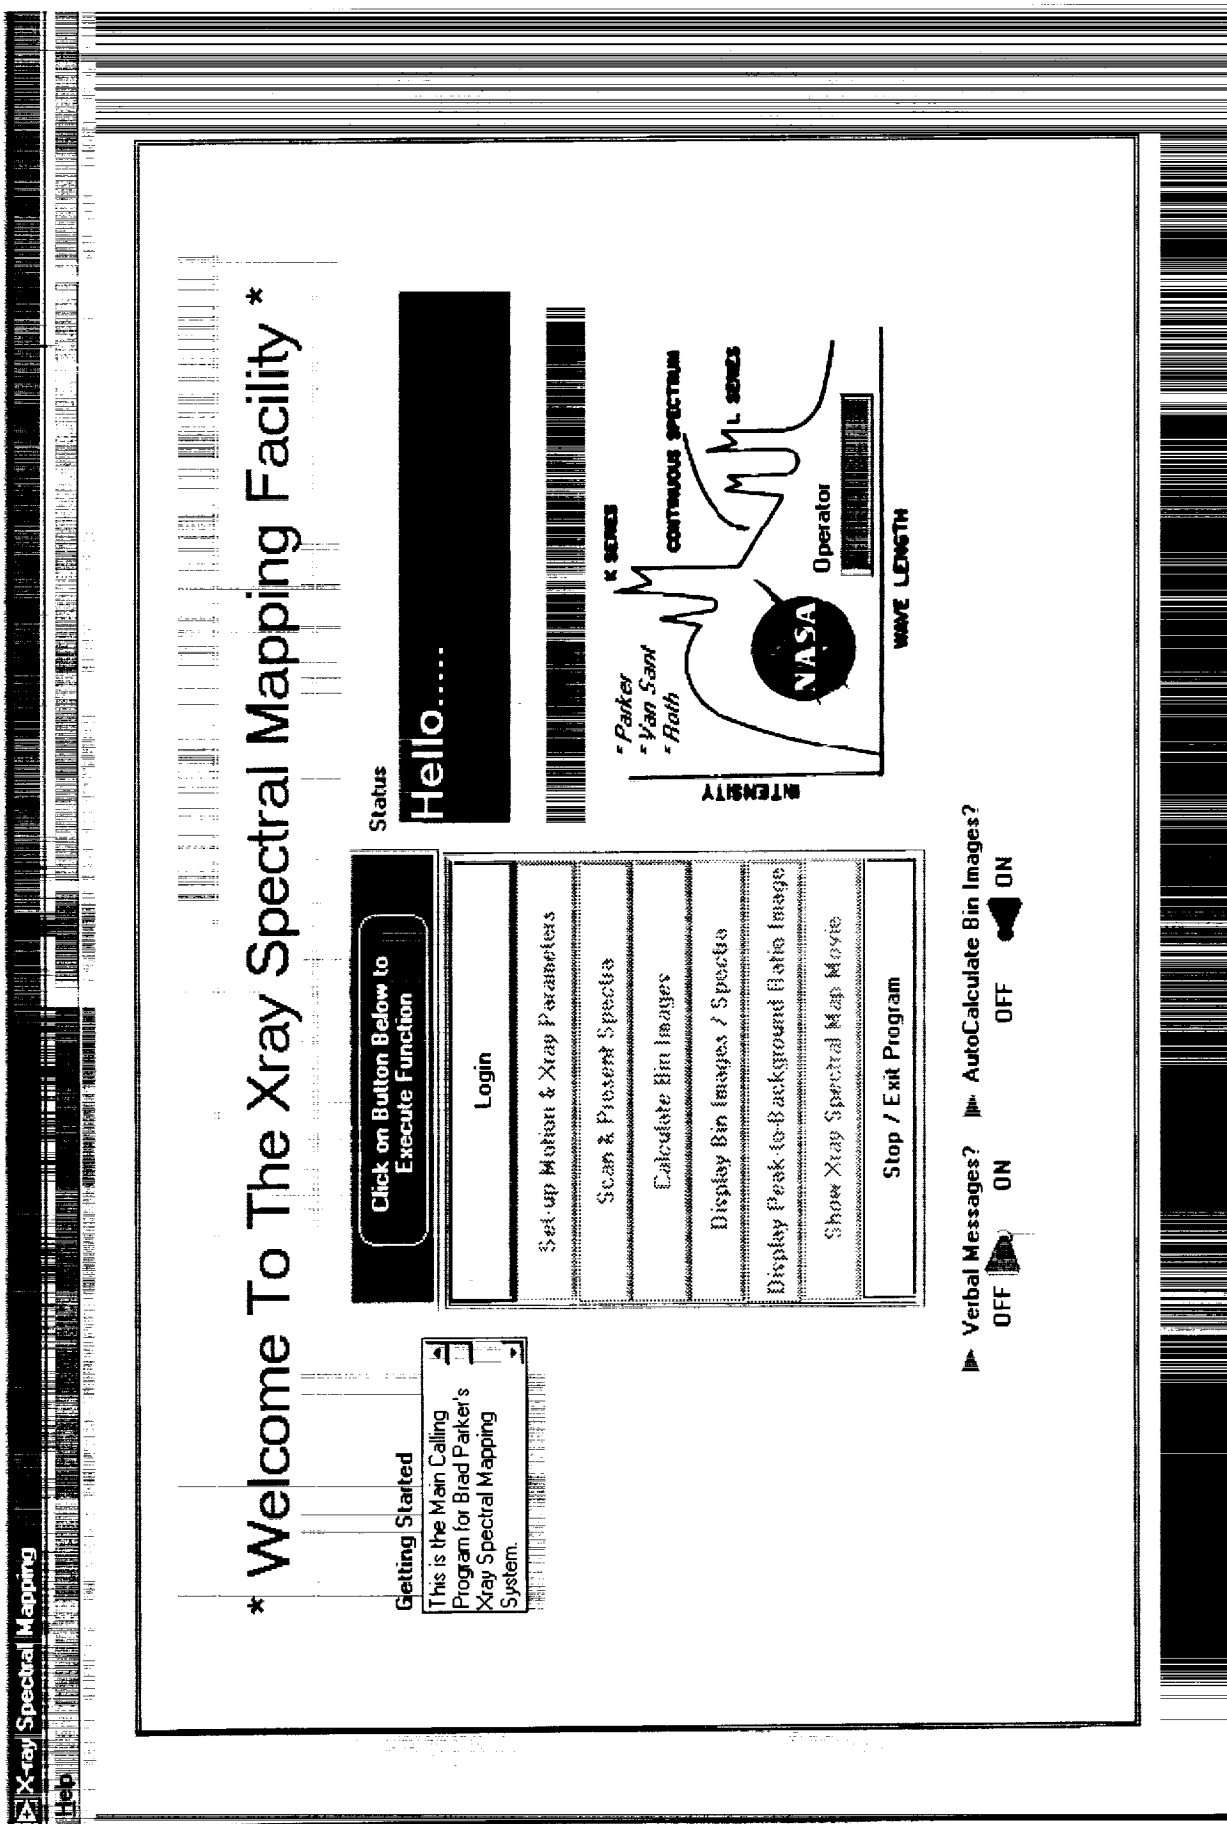 X-ray Spectral Mapping
Help
* Welcome To The Xray Spectral Mapping Facility *
Getting Started
This is the Main Calling
Program for Brad Parker's
Xray Spectral Mapping
System.
Click on Button Below to
Execute Function
Login
Set-up Motion & Xray Parameters
Scan & Present Spectra
Calculate Bin Images
Display Bin Images / Spectra
Display Peak-to-Background Ratio Image
Show Xray Spectral Map Movie
Stop / Exit Program
Verbal Messages?
OFF ON
AutoCalculate Bin Images?
OFF ON
Status
Hello.....
INTENSITY
- Parker
- Van Sant
- Roth
K SERIES
CONTINUOUS SPECTRUM
L SERIES
NASA
Operator
WAVE LENGTH